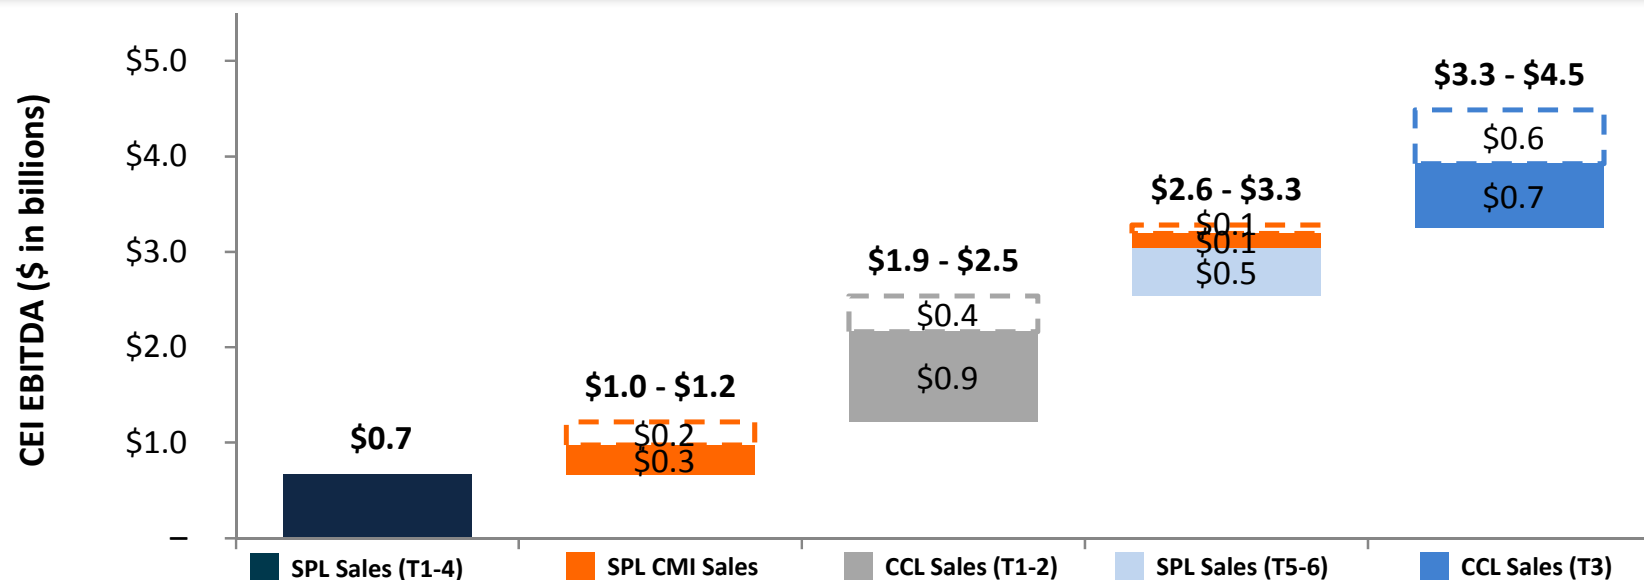 CEI EBITDA ($ in billions)
$5.0
$4.0
$3.0
$2.0
$1.0
–
$0.7
$1.0 - $1.2
$0.2
$0.3
$1.9 - $2.5
$0.4
$0.9
$2.6 - $3.3
$0.1
$0.1
$0.5
$3.3 - $4.5
$0.6
$0.7
SPL Sales (T1-4)
SPL CMI Sales
CCL Sales (T1-2)
SPL Sales (T5-6)
CCL Sales (T3)